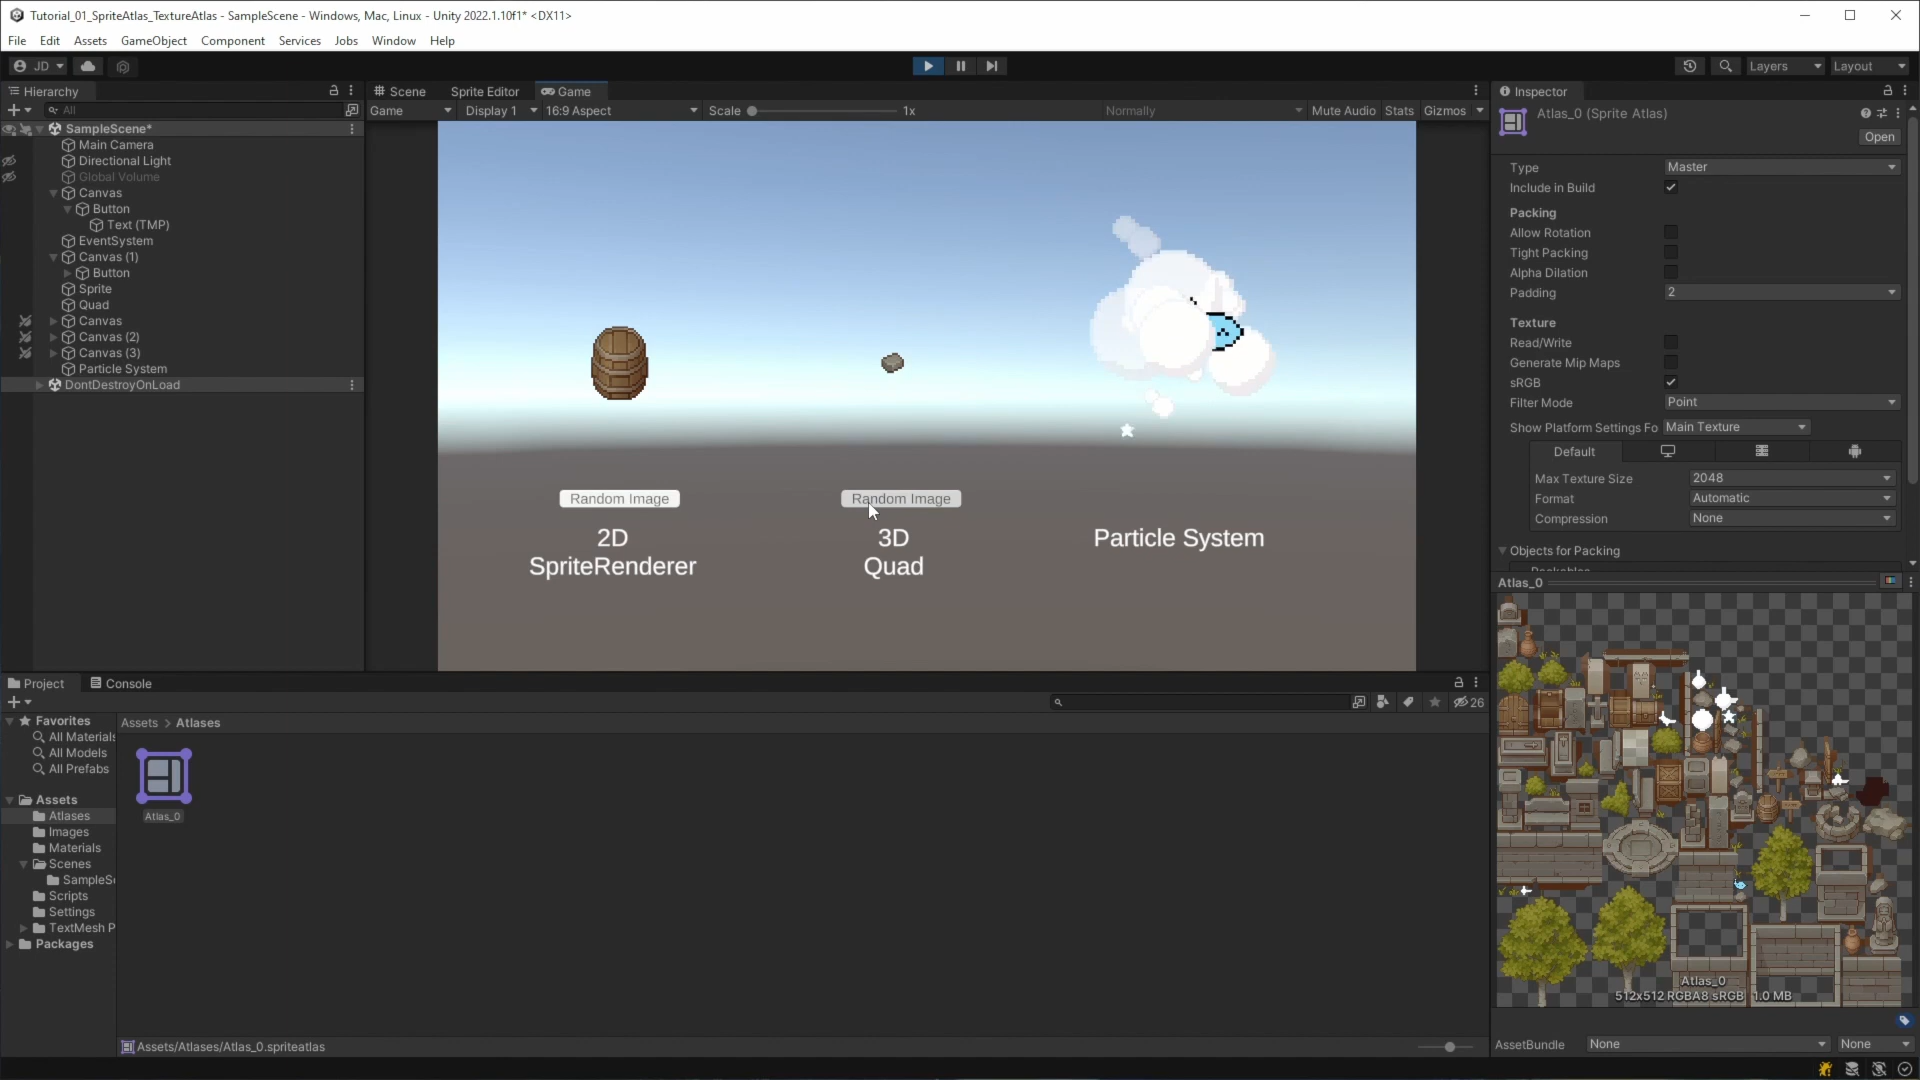 Tutorial_01_SpriteAtlas_TextureAtlas - SampleScene - Windows, Mac, Linux - Unity 2022.1.10f1* <DX11>
File Edit Assets GameObject Component Services Jobs Window Help
JD
Layers
Layout
Hierarchy
All
SampleScene*
Main Camera
Directional Light
Global Volume
Canvas
Button
Text (TMP)
EventSystem
Canvas (1)
Button
Sprite
Quad
Canvas
Canvas (2)
Canvas (3)
Particle System
DontDestroyOnLoad
Scene
Sprite Editor
Game
Game
Display 1
16:9 Aspect
Scale
1x
Normally
Mute Audio
Stats
Gizmos
Random Image
Random Image
2D
SpriteRenderer
3D
Quad
Particle System
Inspector
Atlas_0 (Sprite Atlas)
Open
Type
Master
Include in Build
Packing
Allow Rotation
Tight Packing
Alpha Dilation
Padding
2
Texture
Read/Write
Generate Mip Maps
sRGB
Filter Mode
Point
Show Platform Settings Fo
Main Texture
Default
Max Texture Size
2048
Format
Automatic
Compression
None
Objects for Packing
Atlas_0
Atlas_0
512x512 RGBA8 sRGB 1.0 MB
AssetBundle
None
None
Project
Console
26
Favorites
All Materials
All Models
All Prefabs
Assets
Atlases
Images
Materials
Scenes
SampleSc
Scripts
Settings
TextMesh P
Packages
Assets > Atlases
Atlas_0
Assets/Atlases/Atlas_0.spriteatlas